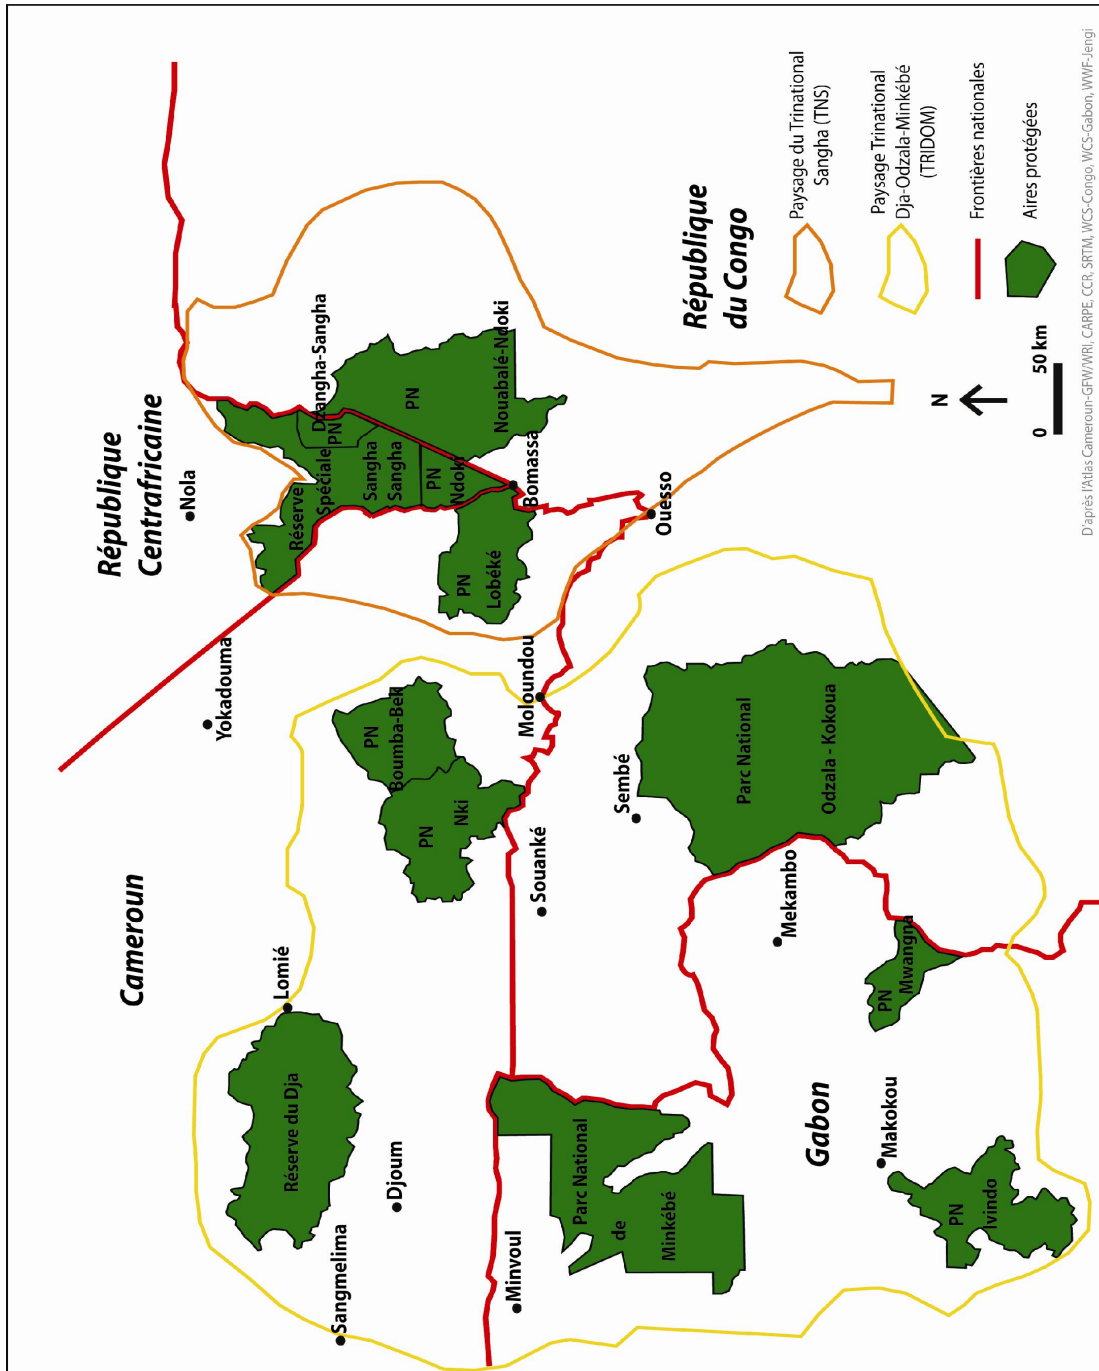 Cameroun
République
Centrafricaine
Nola
Yokadouma
Lomié
Réserve du Dja
Sangmelima
Djoum
PN
Boumba-Bek
PN
Nki
Réserve
Spéciale
Sangha
Sangha
PN
Dzangha-Sangha
PN
Ndoki
PN
Nouabalé-Ndoki
PN
Lobéké
Bomassa
Moloundou
Ouesso
Minvoul
Souanké
Sembé
Parc National
de
Minkébé
Parc National
Odzala - Kokoua
Mekambo
PN
Mwangna
Gabon
Makokou
PN
Ivindo
République
du Congo
Paysage du Trinational
Sangha (TNS)
Paysage Trinational
Dja-Odzala-Minkébé
(TRIDOM)
Frontières nationales
Aires protégées
N
0 50 km
D'après l'Atlas Cameroun-GFW/WRI, CARPE, CCR, SRTM, WCS-Congo, WCS-Gabon, WWF-Jengi